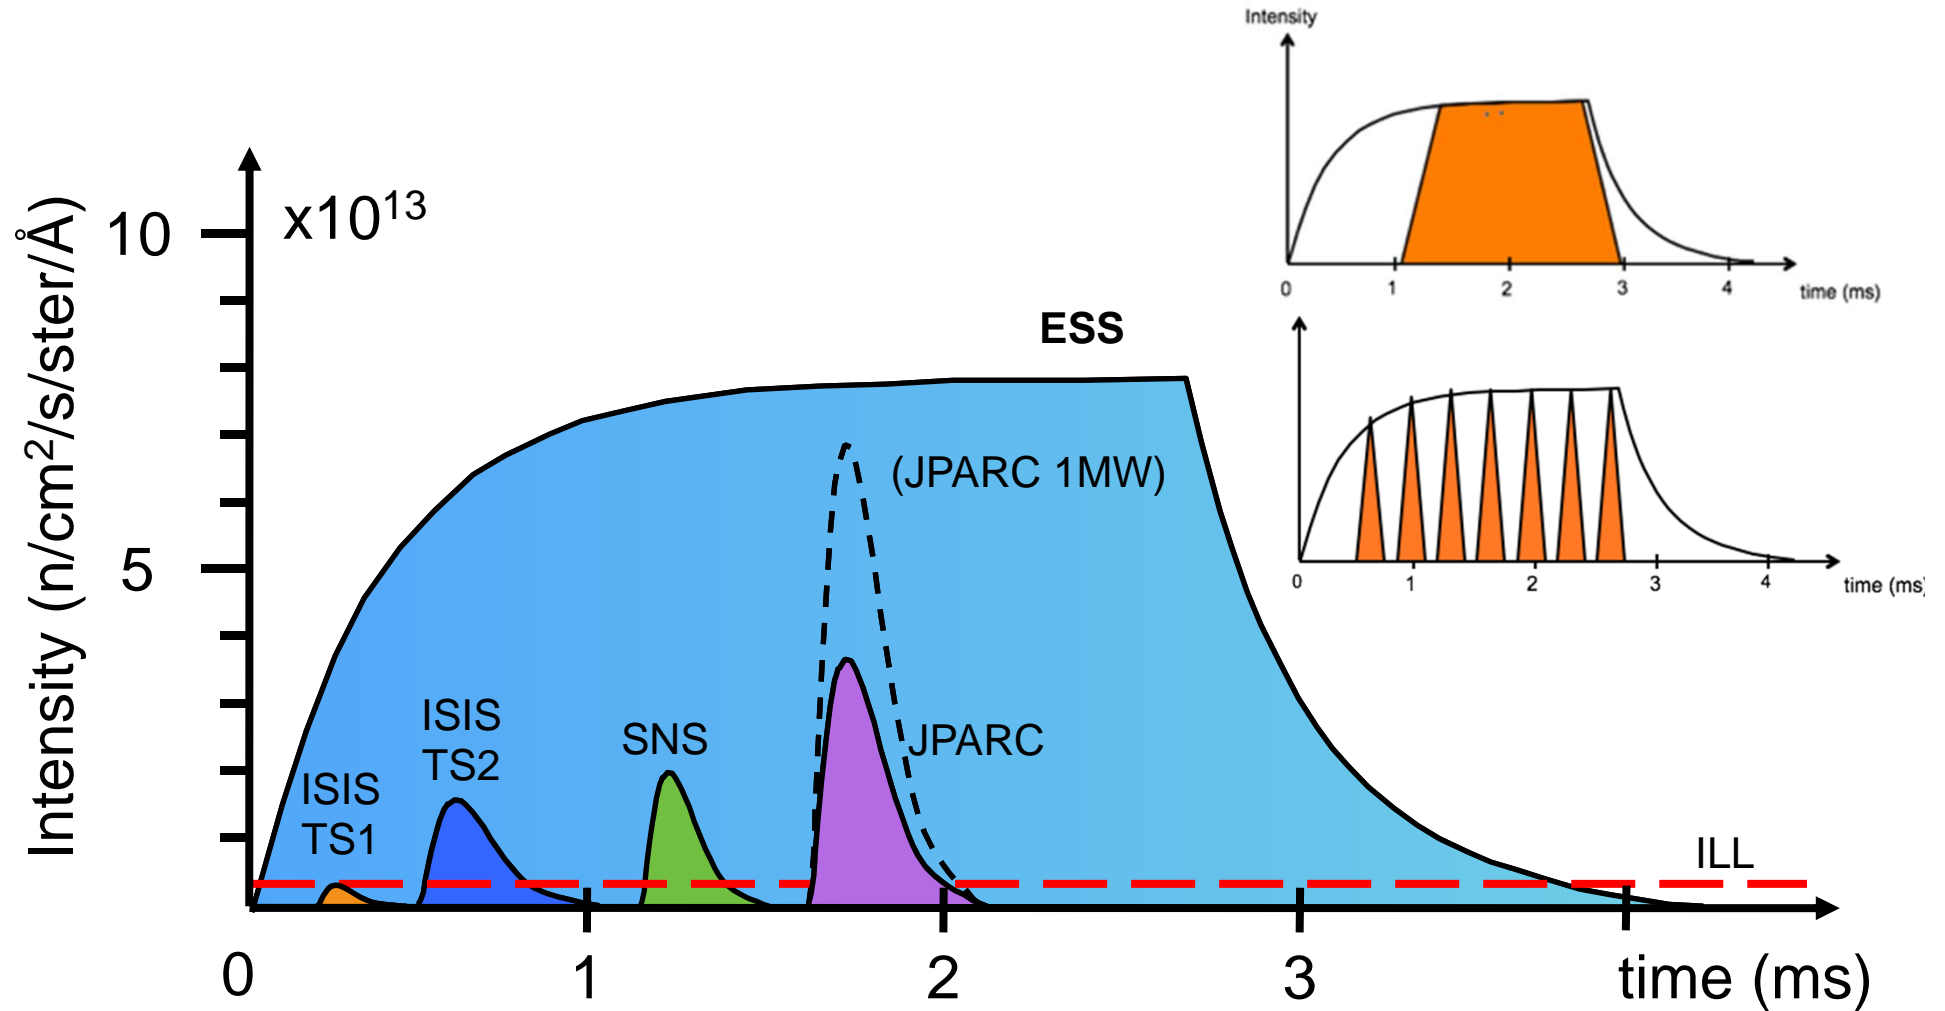 Intensity (n/cm²/s/ster/Å)
10
5
x10¹³
ESS
(JPARC 1MW)
JPARC
SNS
ISIS
TS2
ISIS
TS1
ILL
0
1
2
3
time (ms)
Intensity
0
1
2
3
4
time (ms)
0
1
2
3
4
time (ms)